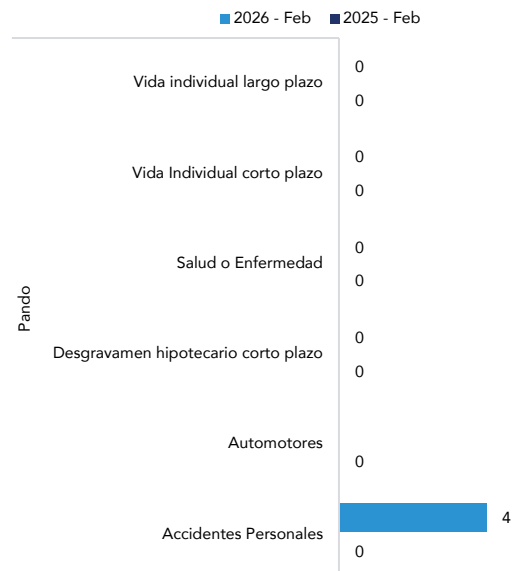 2026 - Feb 2025 - Feb
Vida individual largo plazo
0
0
Vida Individual corto plazo
0
0
Salud o Enfermedad
0
0
Pando
Desgravamen hipotecario corto plazo
0
0
Automotores
0
Accidentes Personales
4
0